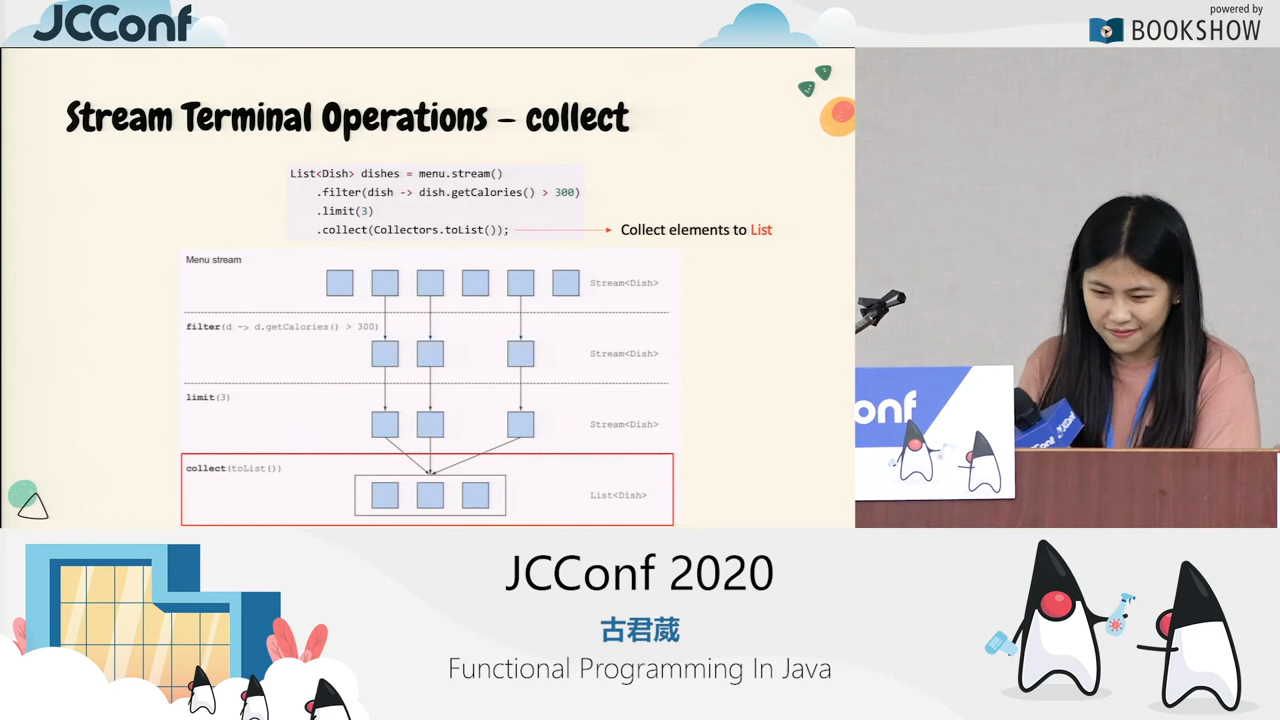 JCConf
powered by
BOOKSHOW
Stream Terminal Operations – collect
List<Dish> dishes = menu.stream()
.filter(dish -> dish.getCalories() > 300)
.limit(3)
.collect(Collectors.toList());
Collect elements to List
Menu stream
Stream<Dish>
filter(d -> d.getCalories() > 300)
Stream<Dish>
limit(3)
Stream<Dish>
collect(toList())
List<Dish>
onf
JCConf
JCConf 2020
古君葳
Functional Programming In Java